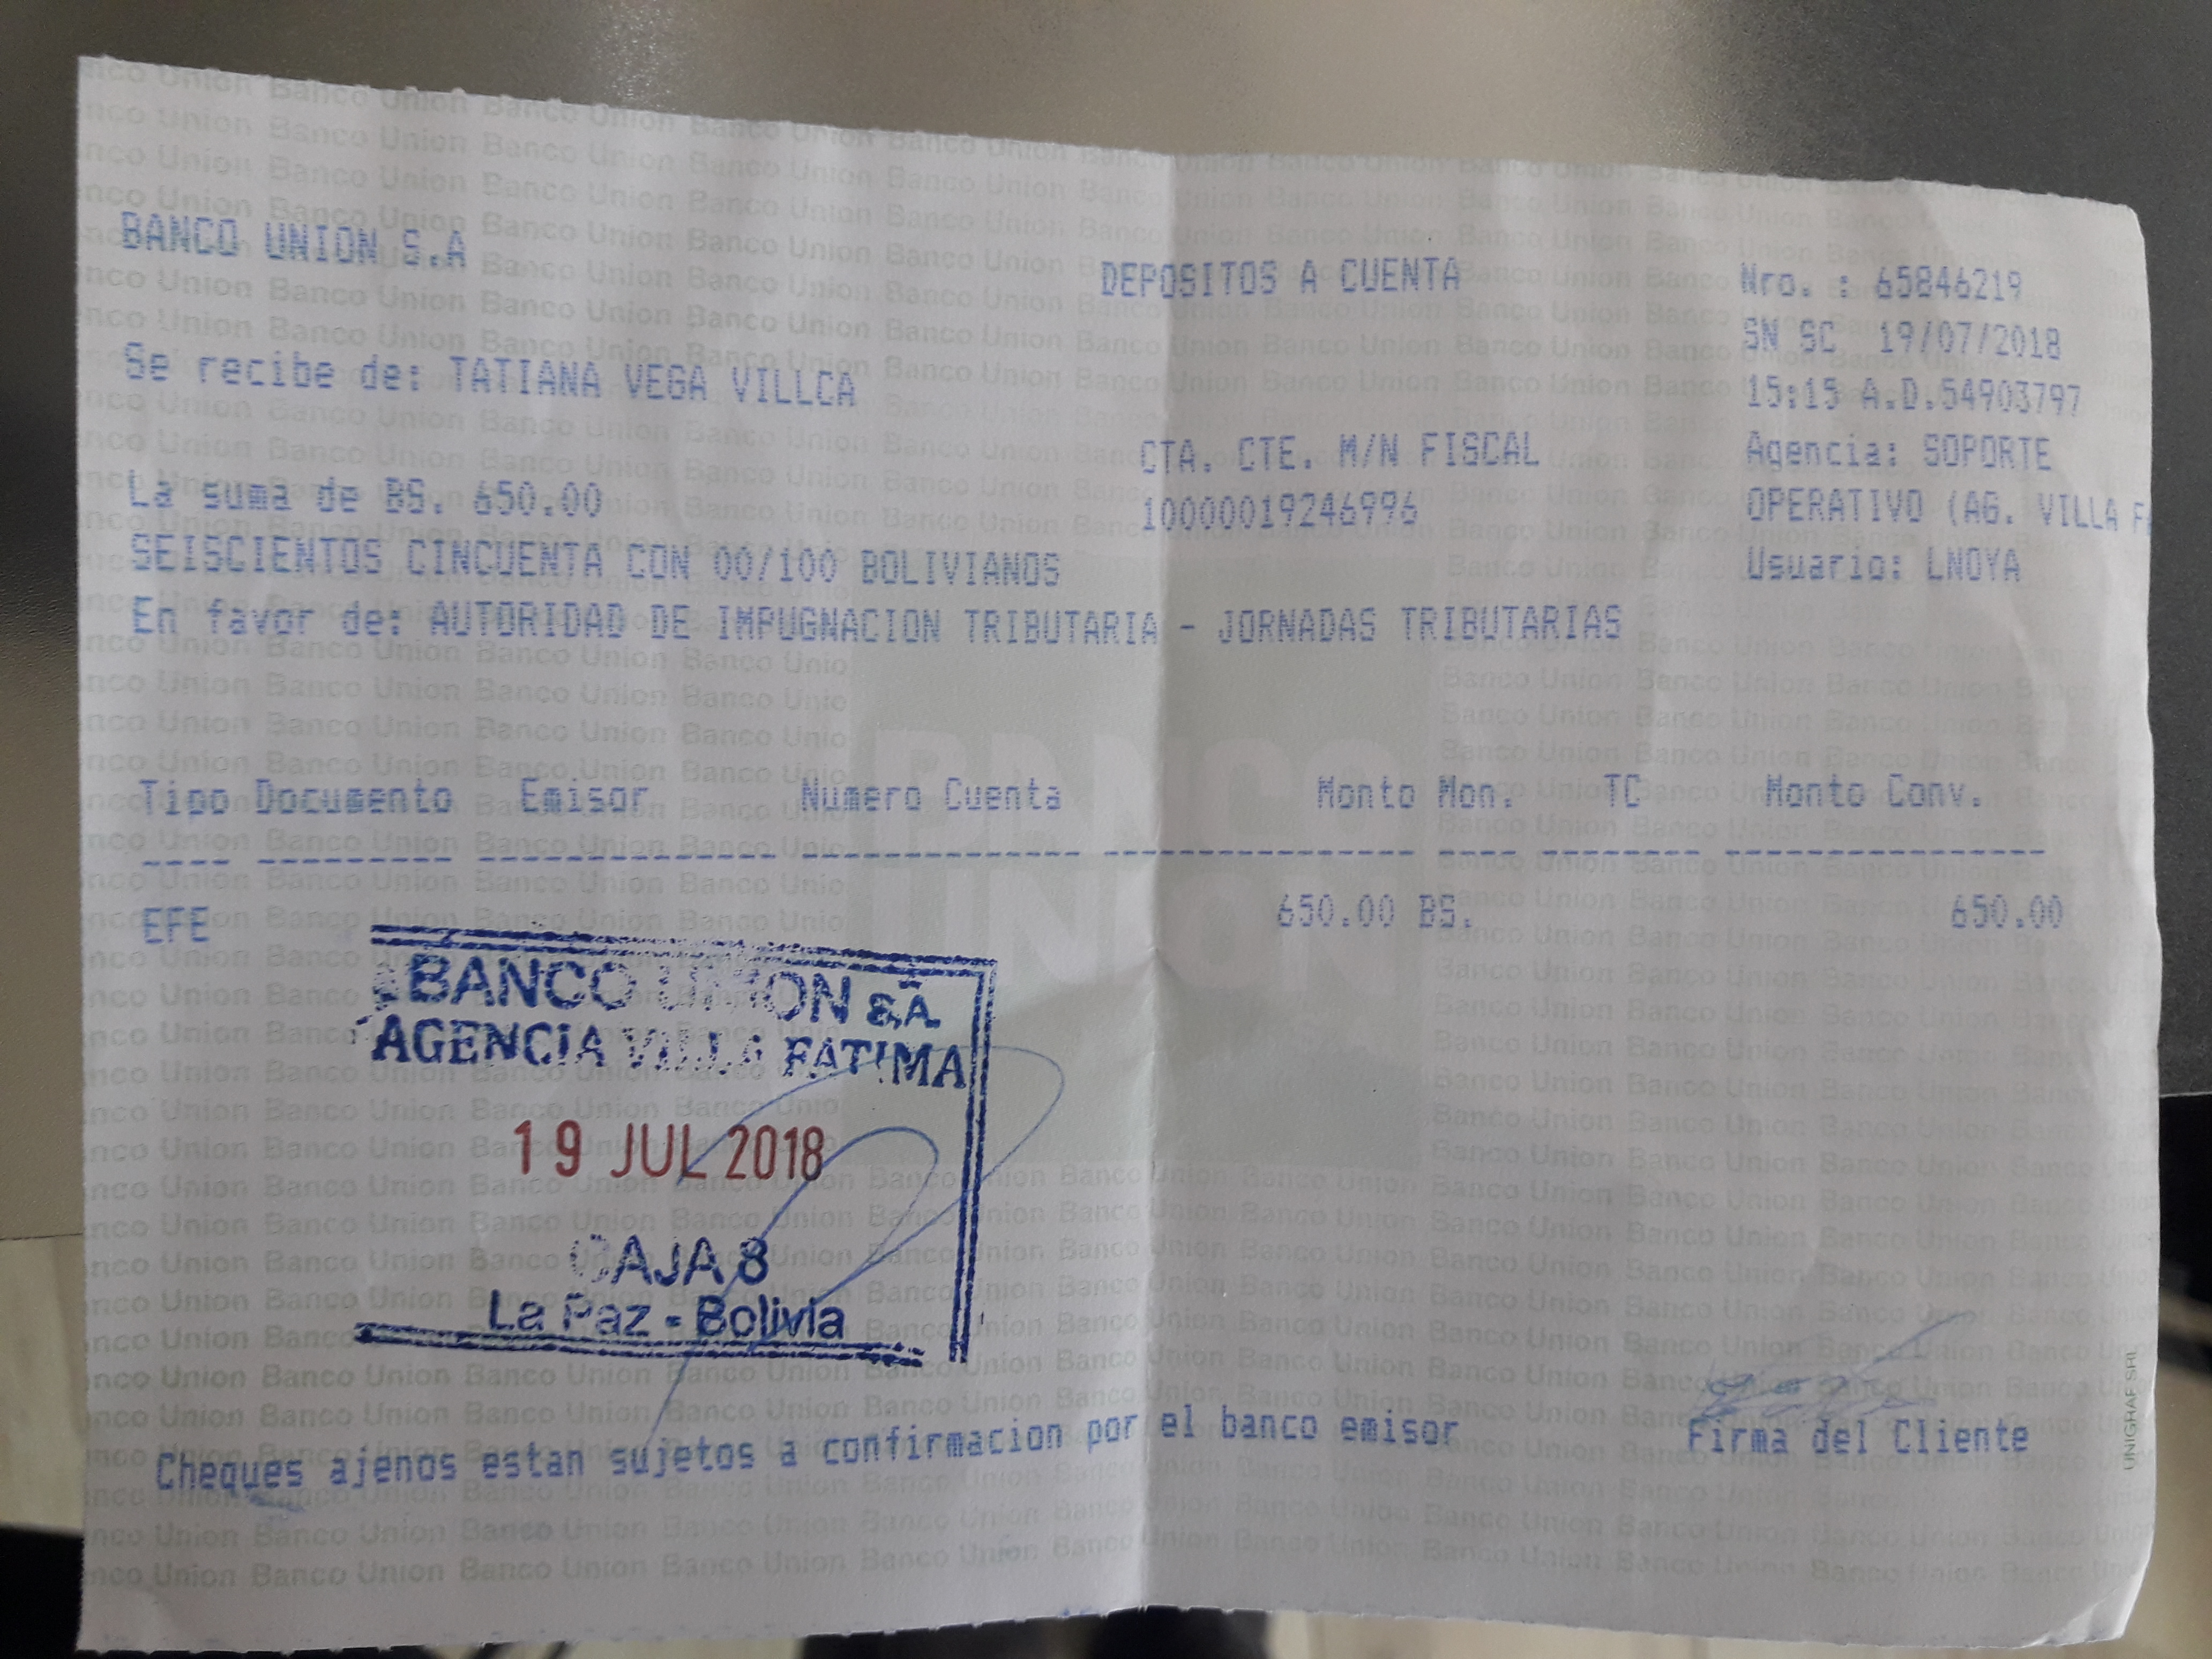 BANCO UNION S.A
DEPOSITOS A CUENTA
Nro. : 65846219
SN SC 19/07/2018
15:15 A.D.54903797
Agencia: SOPORTE
OPERATIVO (AG. VILLA FA
Usuario: LNOYA
Se recibe de: TATIANA VEGA VILLCA
CTA. CTE. M/N FISCAL
10000019246996
La suma de BS. 650.00
SEISCIENTOS CINCUENTA CON 00/100 BOLIVIANOS
En favor de: AUTORIDAD DE IMPUGNACION TRIBUTARIA - JORNADAS TRIBUTARIAS
Tipo Documento Emisor Numero Cuenta Monto Mon. TC Monto Conv.
EFE 650.00 BS. 650.00
BANCO UNION S.A.
AGENCIA VILLA FATIMA
19 JUL 2018
CAJA 8
La Paz - Bolivia
Cheques ajenos estan sujetos a confirmacion por el banco emisor
Firma del Cliente
UNIGRAF SRL
BANCO
UNION